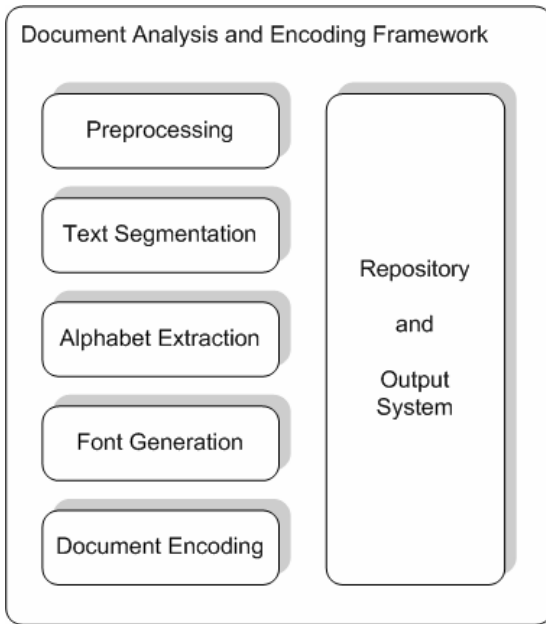 Document Analysis and Encoding Framework
Preprocessing
Text Segmentation
Alphabet Extraction
Font Generation
Document Encoding
Repository
and
Output
System